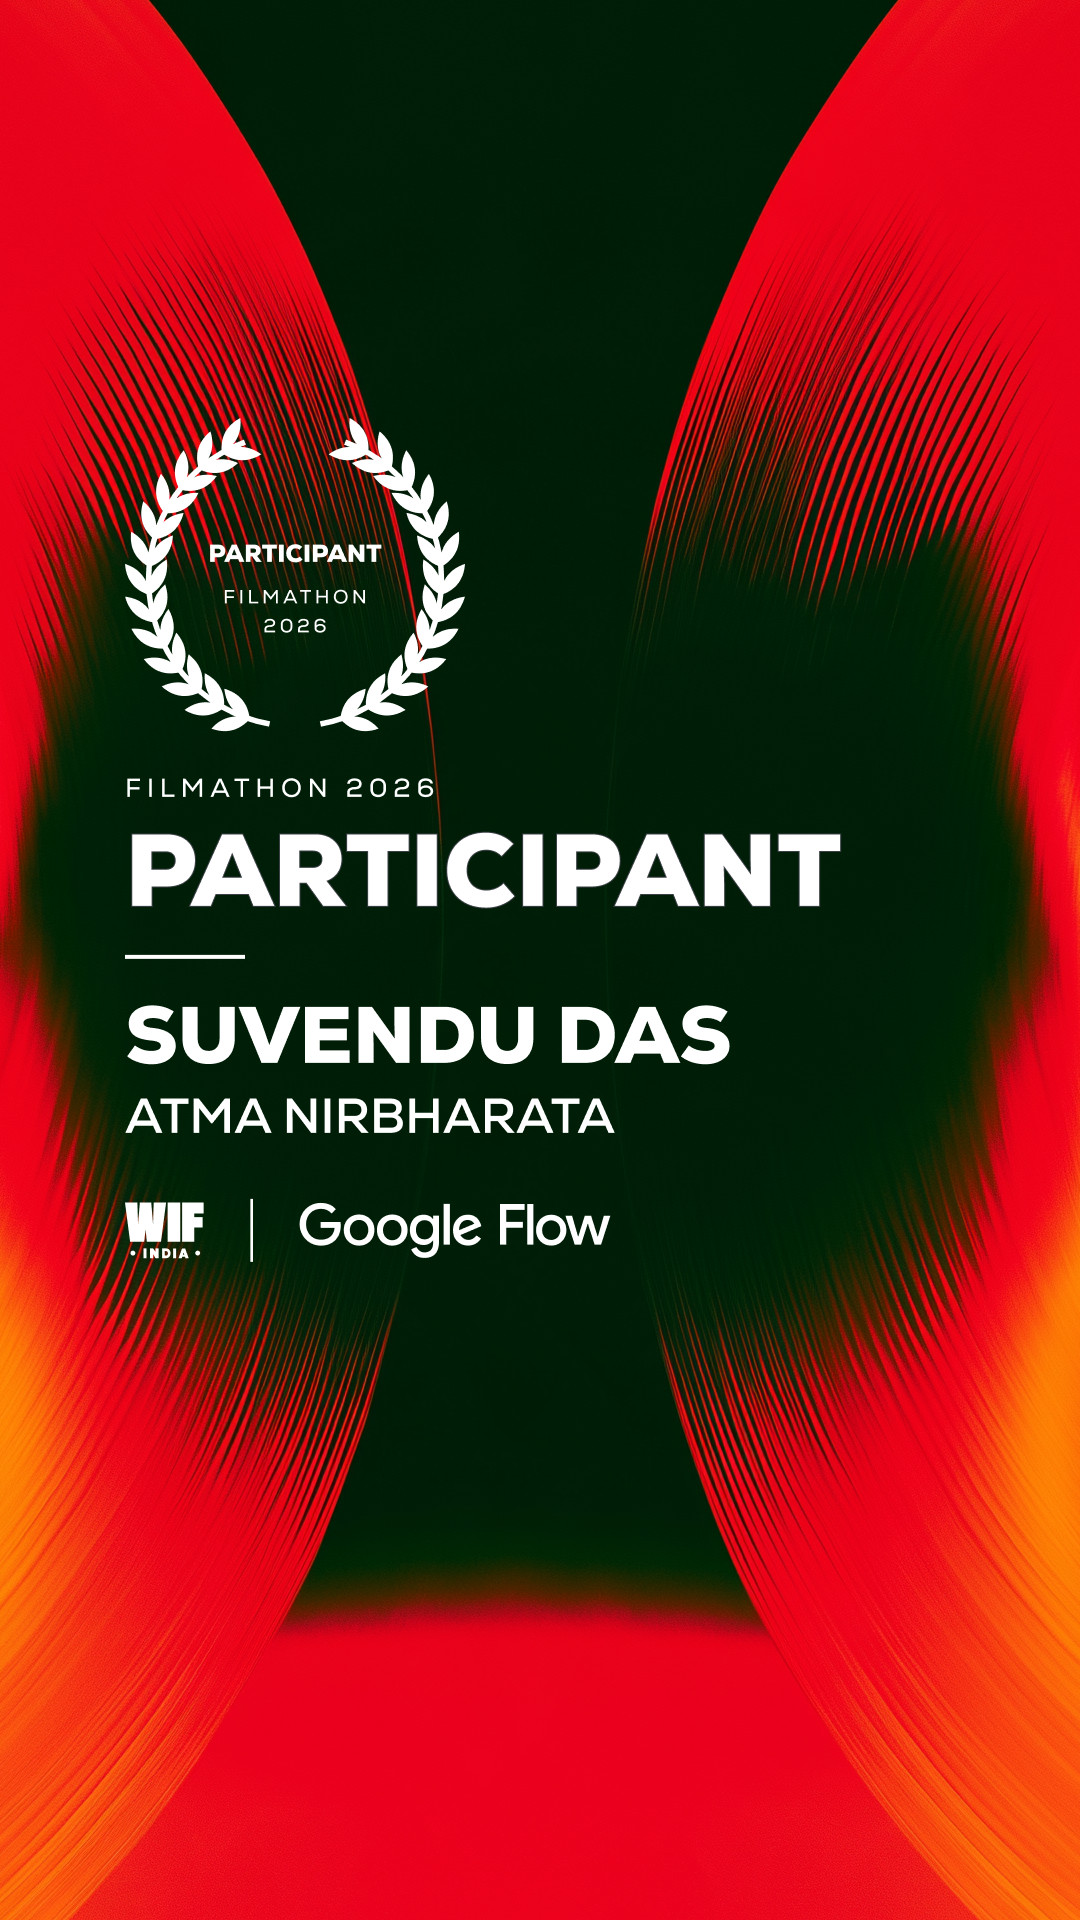 PARTICIPANT
FILMATHON
2026
FILMATHON 2026
PARTICIPANT
SUVENDU DAS
ATMA NIRBHARATA
WIF
• INDIA •
Google Flow